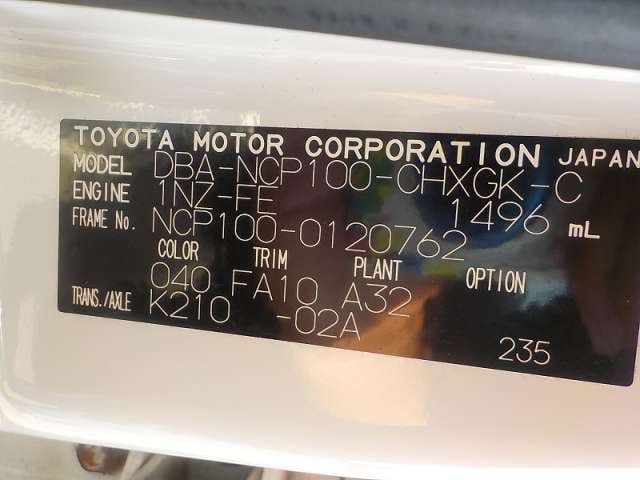 TOYOTA MOTOR CORPORATION JAPAN
MODEL DBA-NCP100-CHXGK-C
ENGINE 1NZ-FE 1496 mL
FRAME No. NCP100-0120762
COLOR TRIM PLANT OPTION
040 FA10 A32
TRANS./AXLE K210 -02A
235